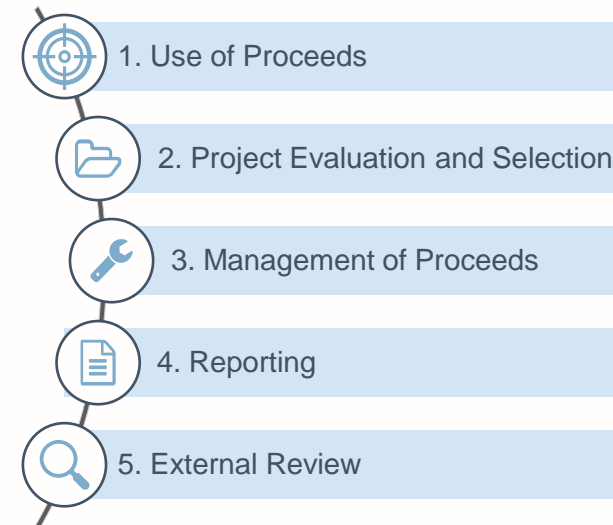 1. Use of Proceeds
2. Project Evaluation and Selection
3. Management of Proceeds
4. Reporting
5. External Review